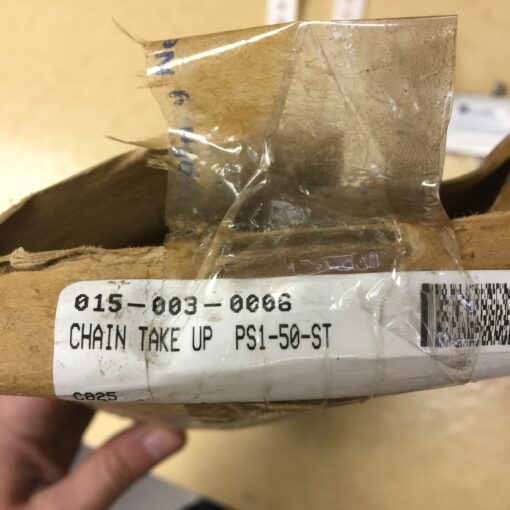 015-003-0006
CHAIN TAKE UP PS1-50-ST
C825